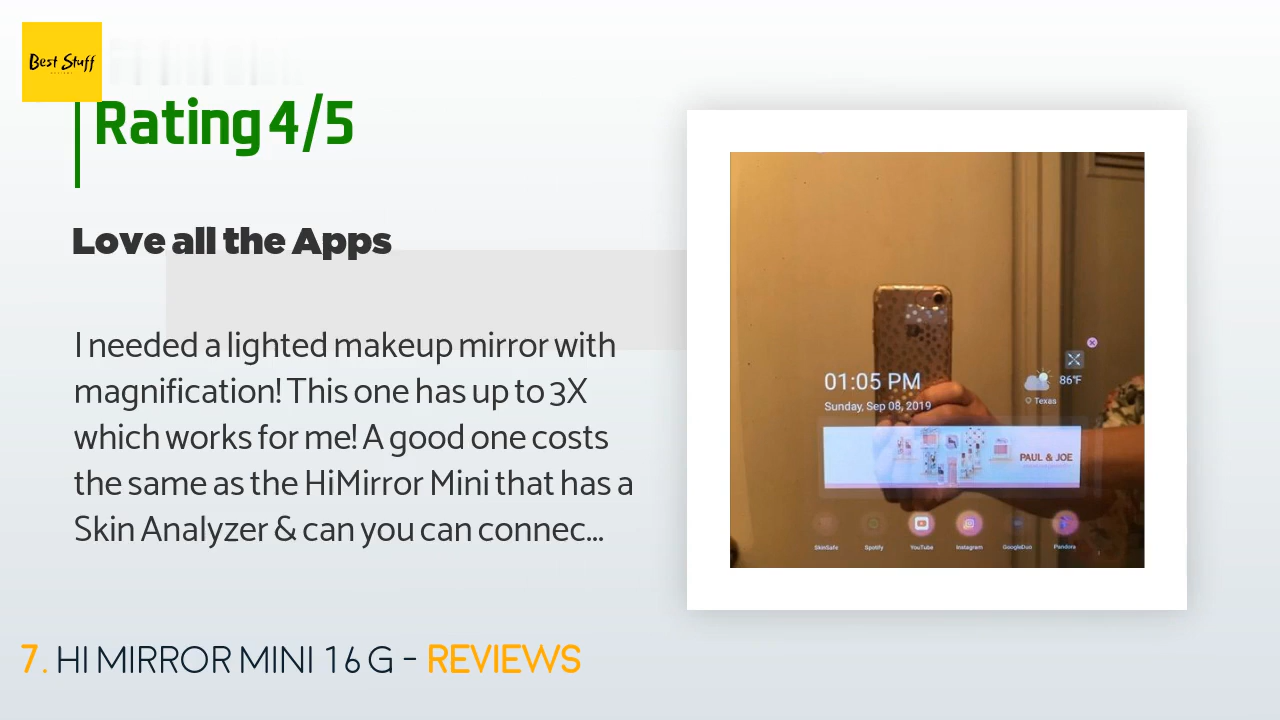 Best Stuff
Rating 4/5
Love all the Apps
I needed a lighted makeup mirror with
magnification! This one has up to 3X
which works for me! A good one costs
the same as the HiMirror Mini that has a
Skin Analyzer & can you can connec...
01:05 PM
Sunday, Sep 08, 2019
86°F
Texas
PAUL & JOE
SkinSafe Spotify YouTube Instagram GoogleDuo Pandora
7. HI MIRROR MINI 16G - REVIEWS